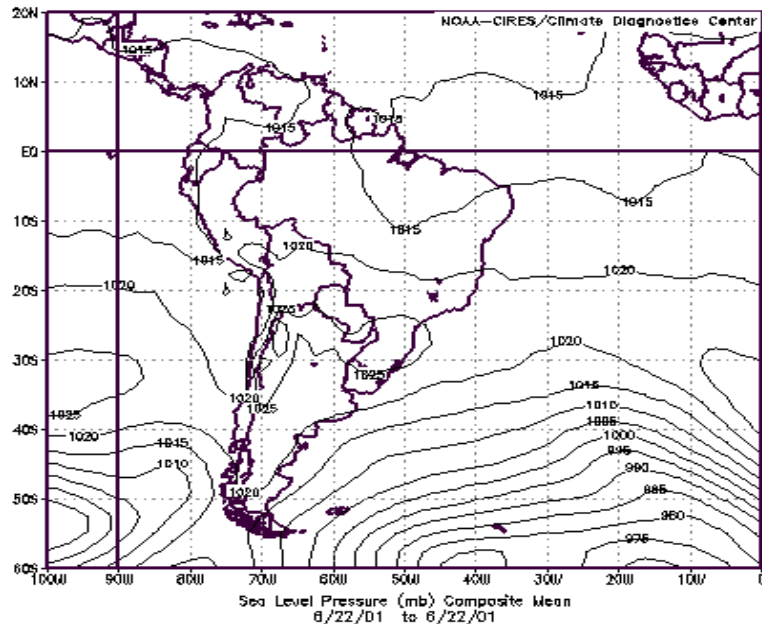 20N
NOAA-CIRES/Climate Diagnostics Center
1015
10N
1015
1015
1015
EQ
1015
10S
1015
1020
1015
1020
20S
1020
1025
1020
30S
1025
1015
1020
1025
1010
1025
1005
40S
1020
1000
1015
995
1010
990
1020
985
50S
980
975
60S
100W 90W 80W 70W 60W 50W 40W 30W 20W 10W 0
Sea Level Pressure (mb) Composite Mean
6/22/01 to 6/22/01